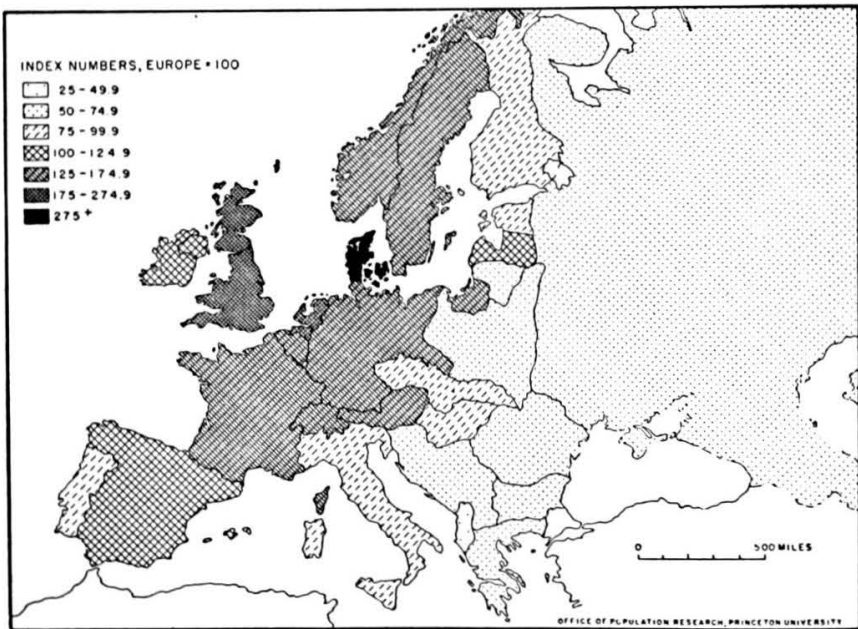 INDEX NUMBERS, EUROPE = 100
25 - 49.9
50 - 74.9
75 - 99.9
100 - 124.9
125 - 174.9
175 - 274.9
275 +
0 500 MILES
OFFICE OF POPULATION RESEARCH, PRINCETON UNIVERSITY